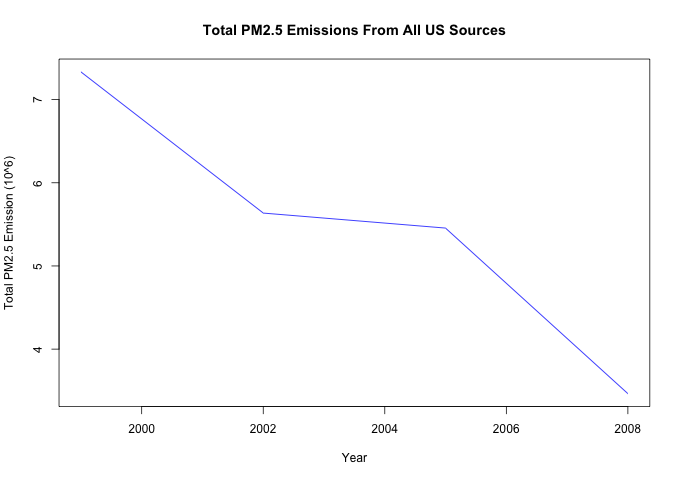 Total PM2.5 Emissions From All US Sources
Total PM2.5 Emission (10^6)
7
6
5
4
2000 2002 2004 2006 2008
Year